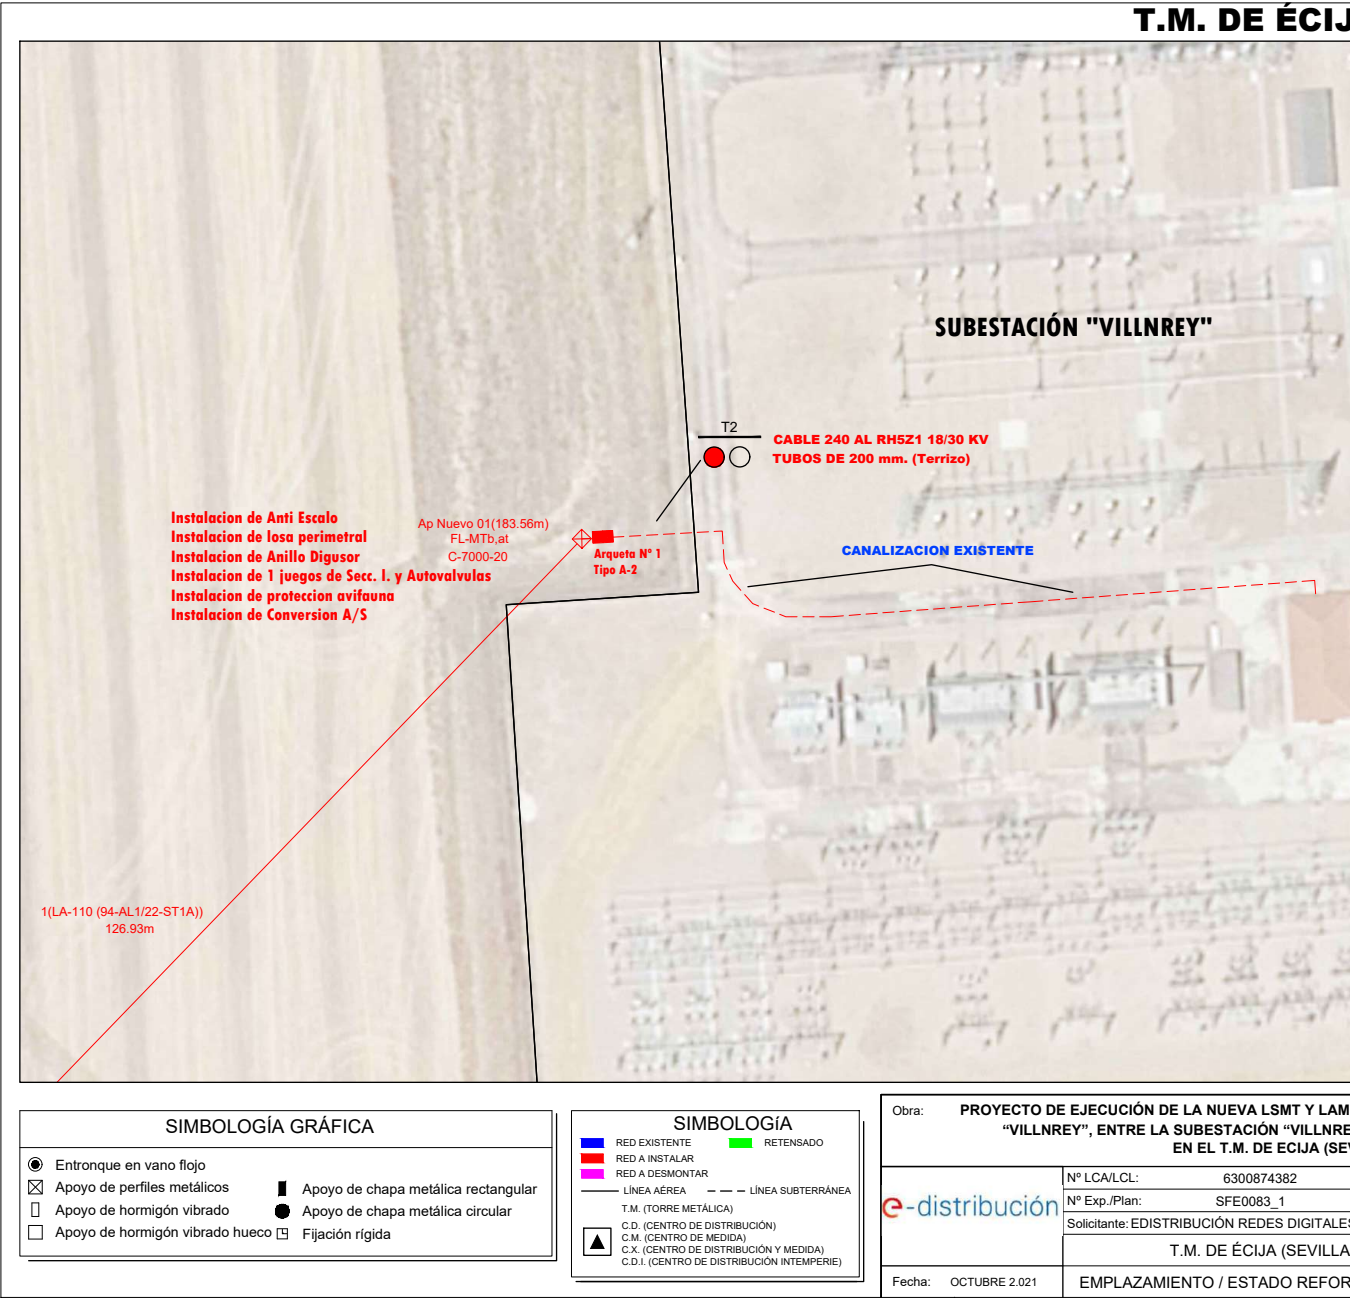 T.M. DE ÉCIJ
SUBESTACIÓN "VILLNREY"
T2
CABLE 240 AL RH5Z1 18/30 KV
TUBOS DE 200 mm. (Terrizo)
Instalacion de Anti Escalo
Instalacion de losa perimetral
Instalacion de Anillo Digusor
Instalacion de 1 juegos de Secc. I. y Autovalvulas
Instalacion de proteccion avifauna
Instalacion de Conversion A/S
Ap Nuevo 01(183.56m)
FL-MTb,at
C-7000-20
Arqueta Nº 1
Tipo A-2
CANALIZACION EXISTENTE
1(LA-110 (94-AL1/22-ST1A))
126.93m
SIMBOLOGÍA GRÁFICA
Entronque en vano flojo
Apoyo de perfiles metálicos
Apoyo de hormigón vibrado
Apoyo de hormigón vibrado hueco
Apoyo de chapa metálica rectangular
Apoyo de chapa metálica circular
Fijación rígida
SIMBOLOGíA
RED EXISTENTE
RETENSADO
RED A INSTALAR
RED A DESMONTAR
LÍNEA AÉREA
LÍNEA SUBTERRÁNEA
T.M. (TORRE METÁLICA)
C.D. (CENTRO DE DISTRIBUCIÓN)
C.M. (CENTRO DE MEDIDA)
C.X. (CENTRO DE DISTRIBUCIÓN Y MEDIDA)
C.D.I. (CENTRO DE DISTRIBUCIÓN INTEMPERIE)
Obra: PROYECTO DE EJECUCIÓN DE LA NUEVA LSMT Y LAM
“VILLNREY”, ENTRE LA SUBESTACIÓN “VILLNRE
EN EL T.M. DE ECIJA (SE
e-distribución
Nº LCA/LCL: 6300874382
Nº Exp./Plan: SFE0083_1
Solicitante: EDISTRIBUCIÓN REDES DIGITALES
T.M. DE ÉCIJA (SEVILLA
Fecha: OCTUBRE 2.021
EMPLAZAMIENTO / ESTADO REFOR